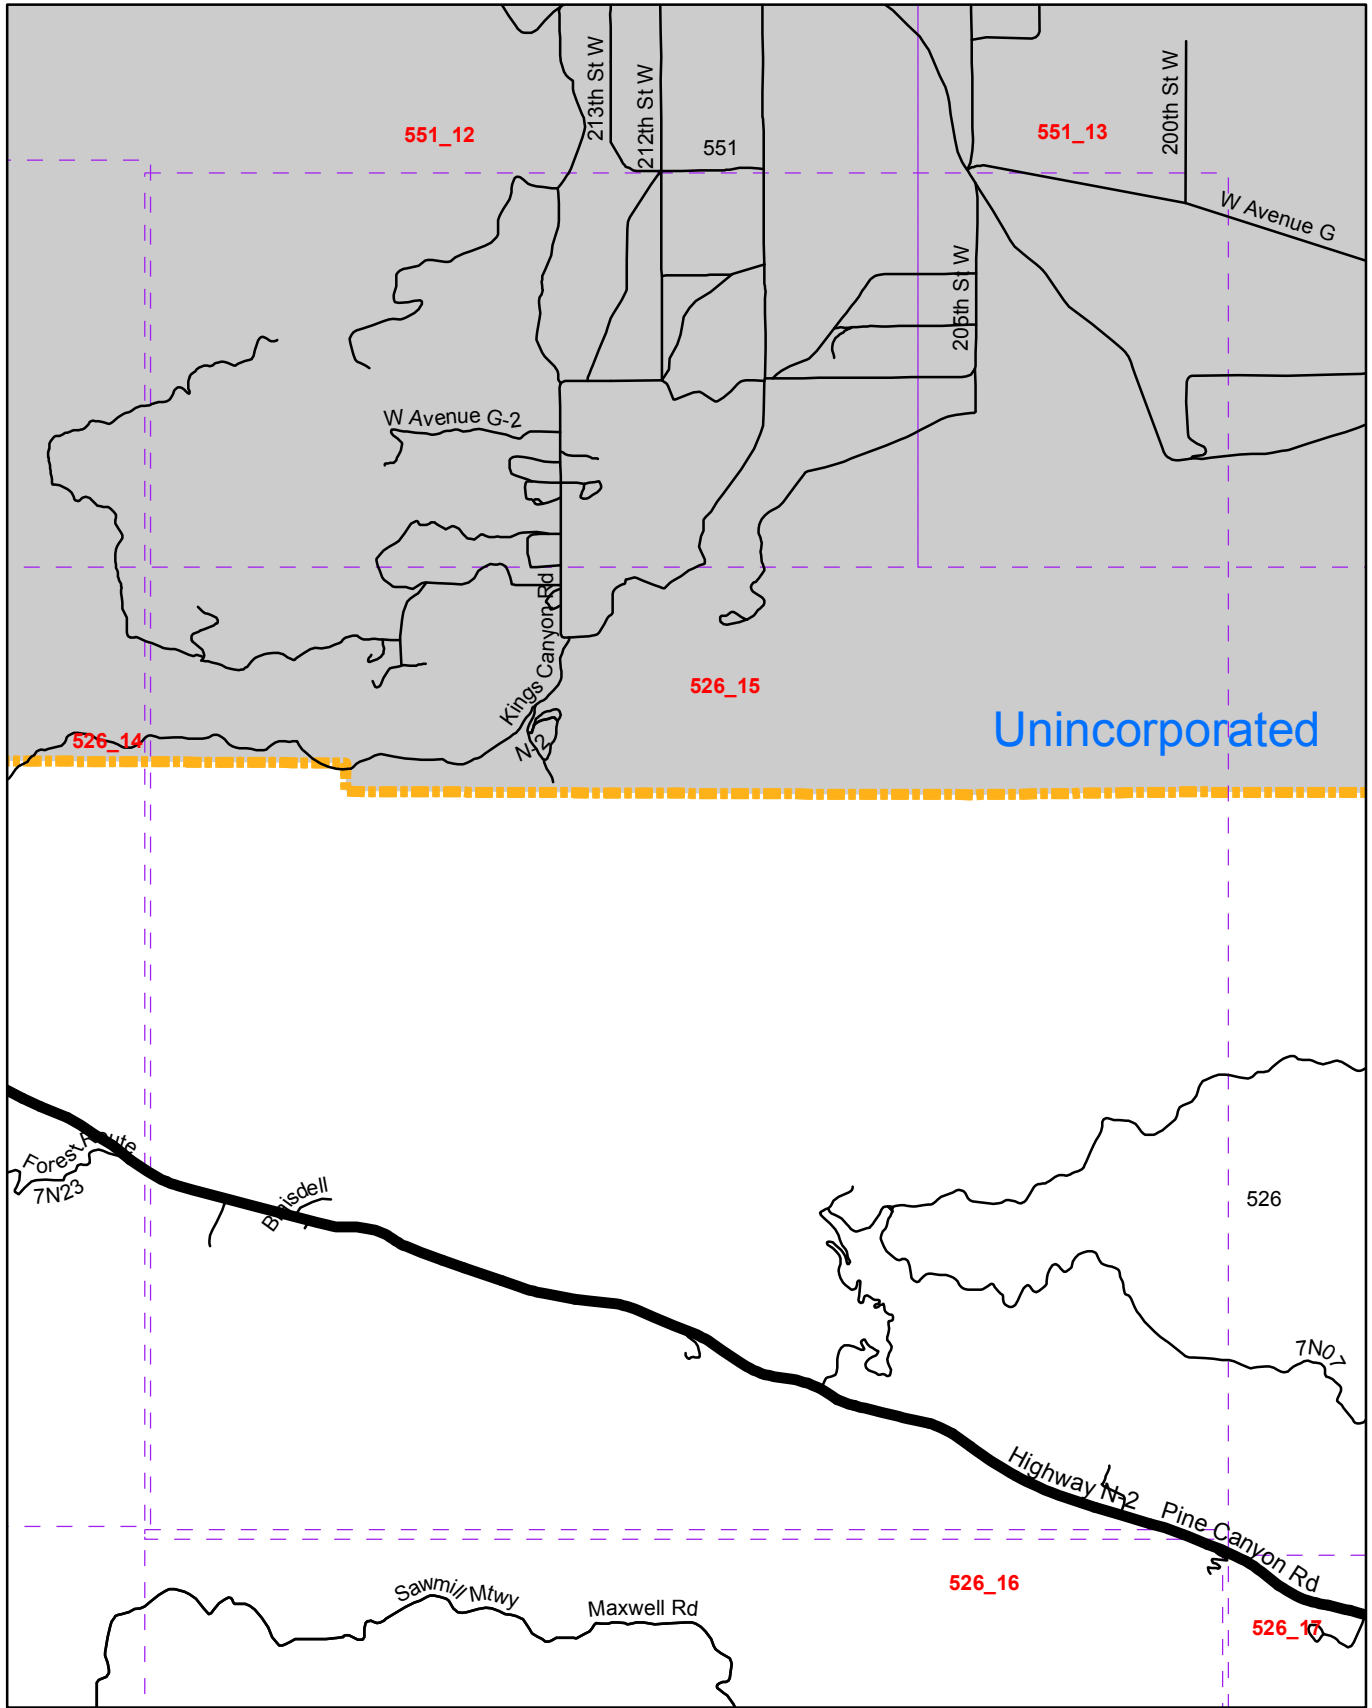 213th St W
212th St W
551_12
551
551_13
200th St W
W Avenue G
205th St W
W Avenue G-2
Kings Canyon Rd
526_15
Unincorporated
526_14
N-2
Forest Route
7N23
Blaisdell
526
7N07
Highway N-2
Pine Canyon Rd
526_16
Sawmill Mtwy
Maxwell Rd
526_17